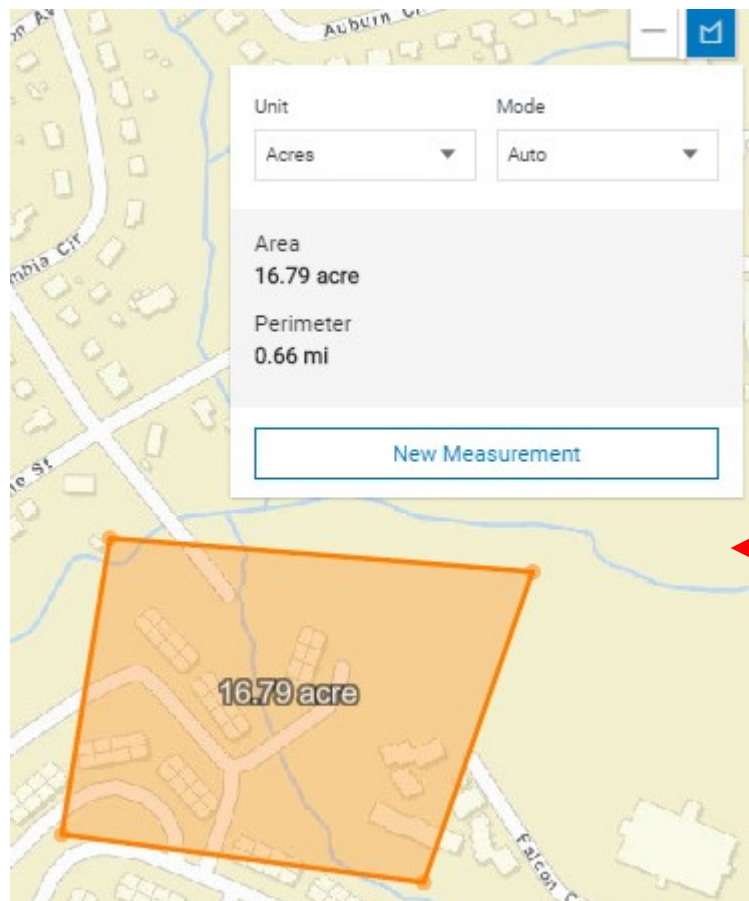 Auburn
Unit
Mode
Acres
Auto
Area
16.79 acre
Perimeter
0.66 mi
New Measurement
16.79 acre
Falcon